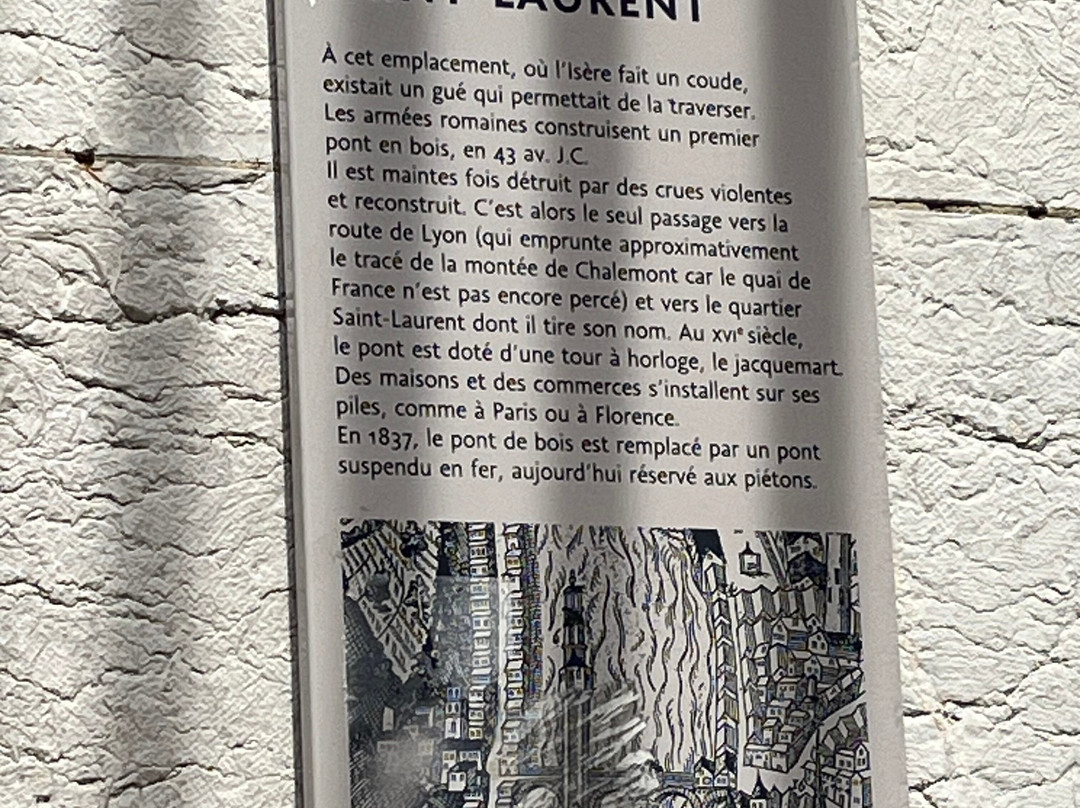 LAURENT
À cet emplacement, où l'Isère fait un coude,
existait un gué qui permettait de la traverser.
Les armées romaines construisent un premier
pont en bois, en 43 av. J.C.
Il est maintes fois détruit par des crues violentes
et reconstruit. C'est alors le seul passage vers la
route de Lyon (qui emprunte approximativement
le tracé de la montée de Chalemont car le quai de
France n'est pas encore percé) et vers le quartier
Saint-Laurent dont il tire son nom. Au XVIe siècle,
le pont est doté d'une tour à horloge, le jacquemart.
Des maisons et des commerces s'installent sur ses
piles, comme à Paris ou à Florence.
En 1837, le pont de bois est remplacé par un pont
suspendu en fer, aujourd'hui réservé aux piétons.